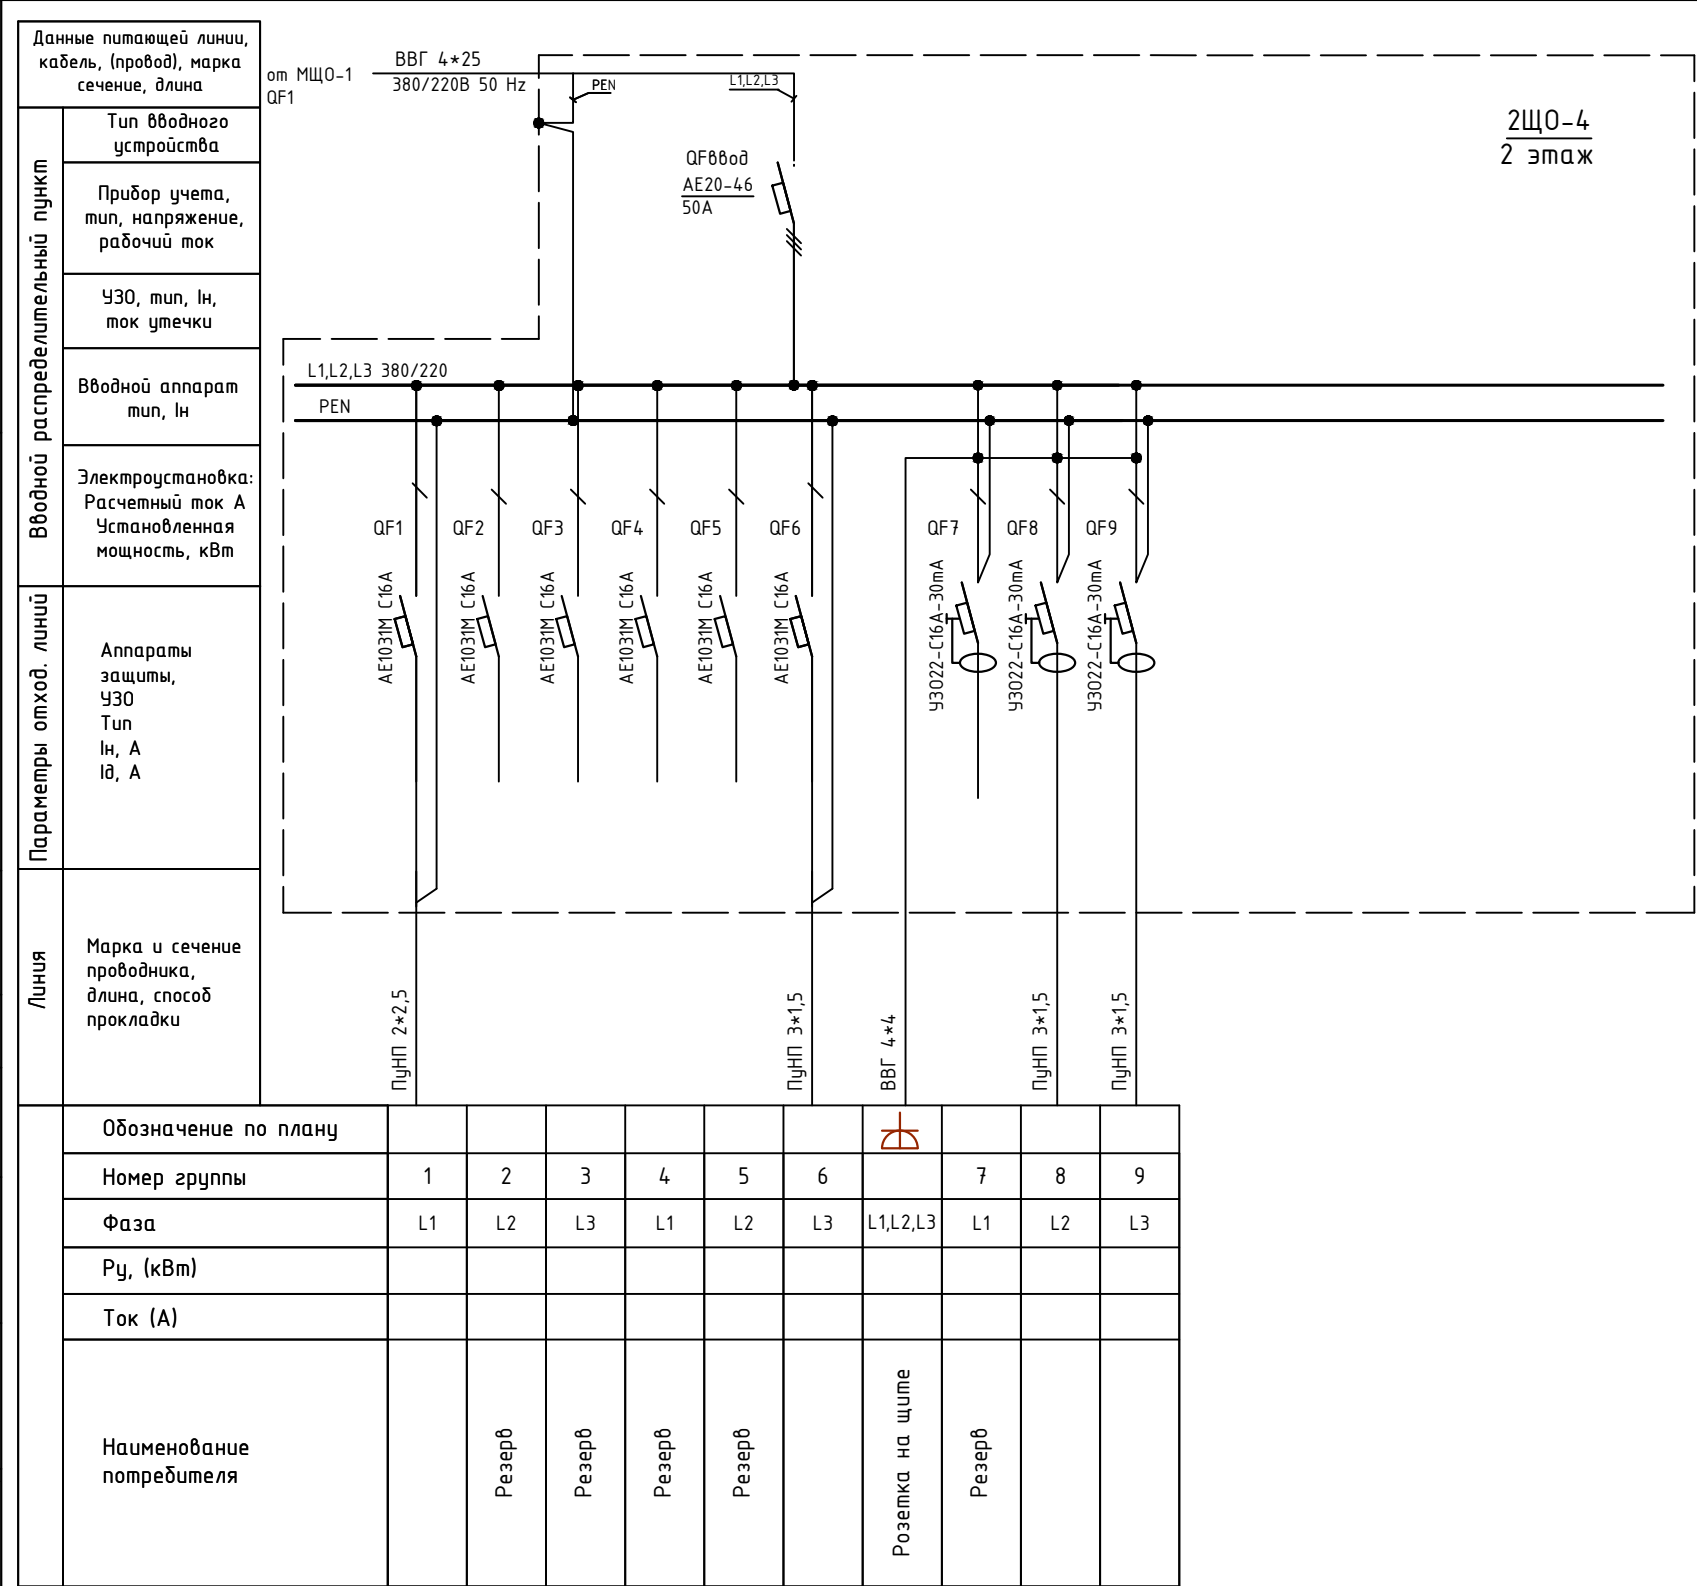 Данные питающей линии,
кабель, (провод), марка
сечение, длина
от МЩО-1
QF1
ВВГ 4*25
380/220В 50 Hz
PEN
L1,L2,L3
2ЩО-4
2 этаж
QFввод
АЕ20-46
50А
Вводной распределительный пункт
Тип вводного
устройства
Прибор учета,
тип, напряжение,
рабочий ток
УЗО, тип, Iн,
ток утечки
Вводной аппарат
тип, Iн
Электроустановка:
Расчетный ток А
Установленная
мощность, кВт
L1,L2,L3 380/220
PEN
QF1
QF2
QF3
QF4
QF5
QF6
QF7
QF8
QF9
АЕ1031М С16А
АЕ1031М С16А
АЕ1031М С16А
АЕ1031М С16А
АЕ1031М С16А
АЕ1031М С16А
УЗО22-С16А-30mA
УЗО22-С16А-30mA
УЗО22-С16А-30mA
Параметры отход. линий
Аппараты
защиты,
УЗО
Тип
Iн, А
Iд, А
Линия
Марка и сечение
проводника,
длина, способ
прокладки
ПуНП 2*2,5
ПуНП 3*1,5
ВВГ 4*4
ПуНП 3*1,5
ПуНП 3*1,5
Обозначение по плану
Номер группы
1
2
3
4
5
6
7
8
9
Фаза
L1
L2
L3
L1
L2
L3
L1,L2,L3
L1
L2
L3
Ру, (кВт)
Ток (А)
Наименование
потребителя
Резерв
Резерв
Резерв
Резерв
Розетка на щите
Резерв